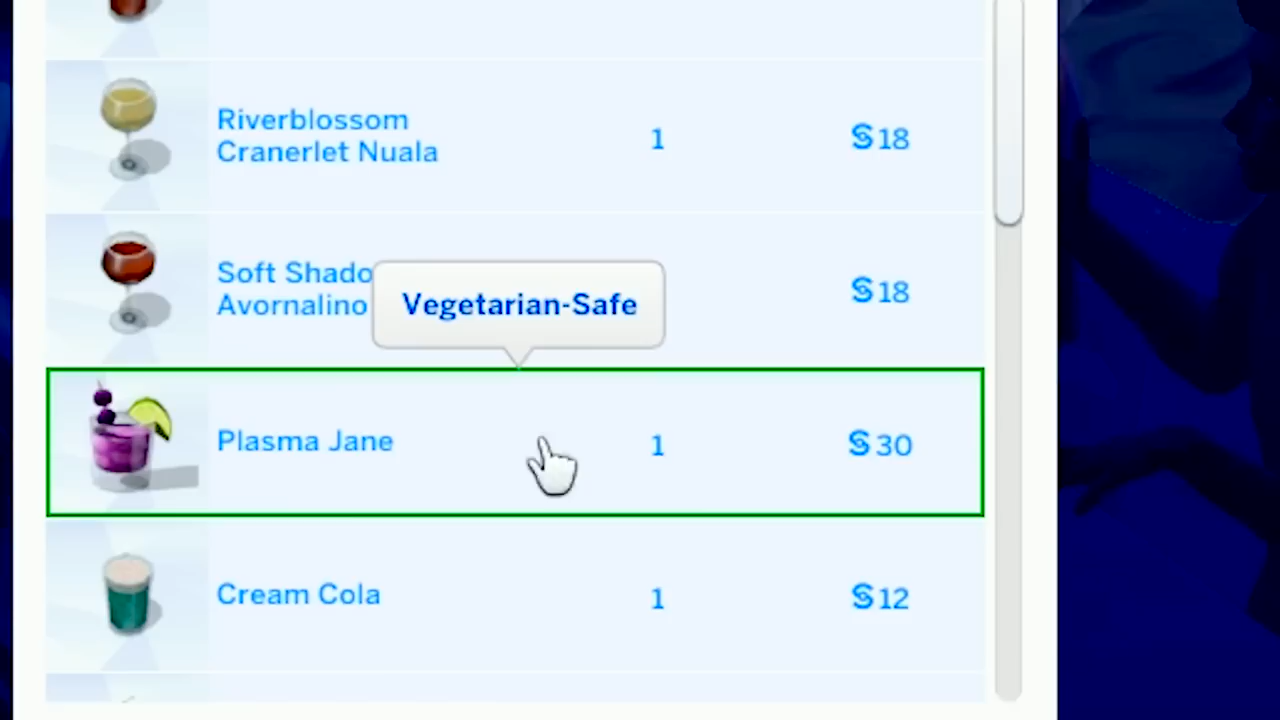 Riverblossom
Cranerlet Nuala
1
§18
Soft Shado
Avornalino
§18
Vegetarian-Safe
Plasma Jane
1
§30
Cream Cola
1
§12